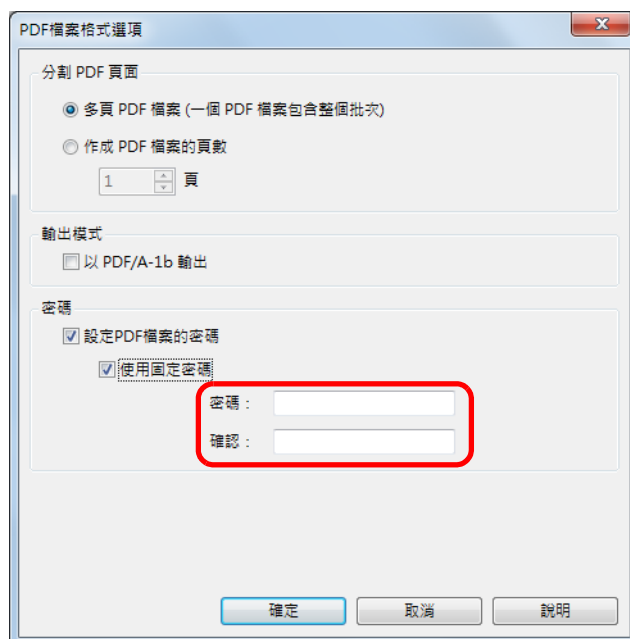 PDF檔案格式選項
分割 PDF 頁面
多頁 PDF 檔案 (一個 PDF 檔案包含整個批次)
作成 PDF 檔案的頁數
1 頁
輸出模式
以 PDF/A-1b 輸出
密碼
設定PDF檔案的密碼
使用固定密碼
密碼：
確認：
確定 取消 說明